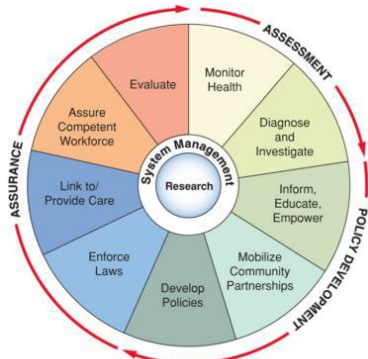 ASSESSMENT
POLICY DEVELOPMENT
ASSURANCE
Evaluate
Monitor
Health
Assure
Competent
Workforce
Diagnose
and
Investigate
System Management
Research
Link to/
Provide Care
Inform,
Educate,
Empower
Enforce
Laws
Mobilize
Community
Partnerships
Develop
Policies